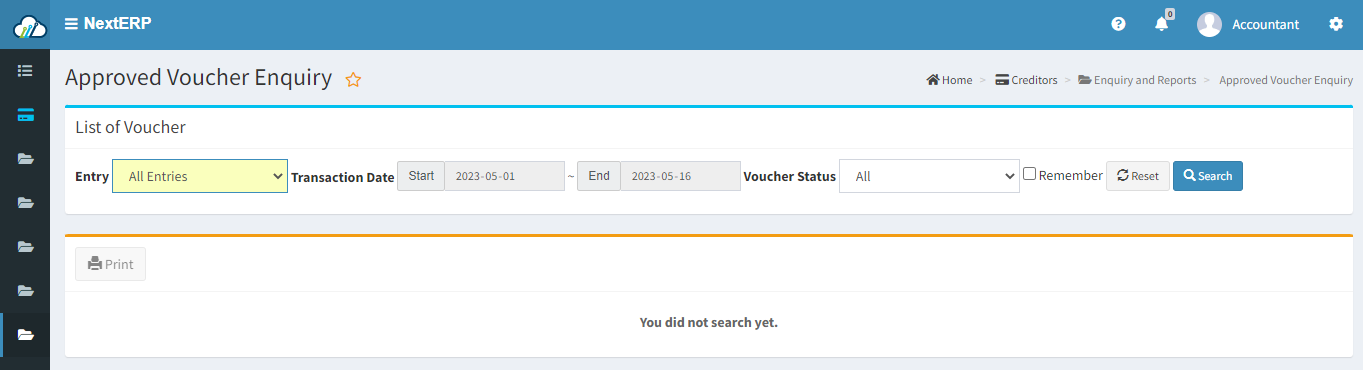 NextERP
0
Accountant
Approved Voucher Enquiry
Home > Creditors > Enquiry and Reports > Approved Voucher Enquiry
List of Voucher
Entry All Entries Transaction Date Start 2023-05-01 ~ End 2023-05-16 Voucher Status All Remember Reset Search
Print
You did not search yet.